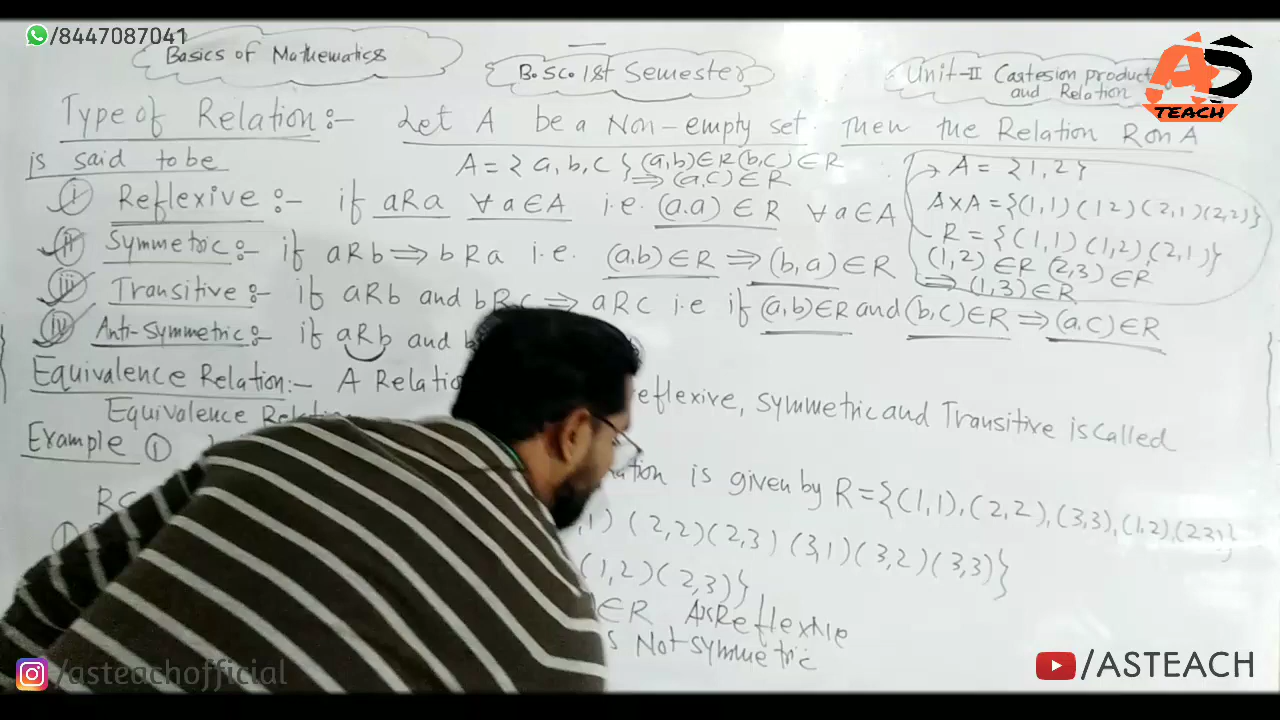 /8447087041
Basics of Mathematics
B.Sc. 1st Semester
Unit-II Cartesion product
and Relation
AS
TEACH
Type of Relation :- Let A be a Non-empty set. Then the Relation R on A
is said to be
A = {a, b, c} (a,b)∈R (b,c)∈R
⇒ (a,c)∈R
(i) Reflexive :- if aRa ∀ a∈A i.e. (a.a) ∈ R ∀ a∈A
(ii) Symmetric :- if aRb ⇒ bRa i.e. (a,b)∈R ⇒ (b,a)∈R
(iii) Transitive :- if aRb and bRc ⇒ aRc i.e if (a,b)∈R and (b,c)∈R ⇒ (a,c)∈R
(iv) Anti-Symmetric :- if aRb and b
→ A = {1,2}
A×A = {(1,1) (12) (2,1) (2,2)}
R = {(1,1) (1,2) (2,1)}
(1,2) ∈R (2,3)∈R
⇒ (1,3)∈R
Equivalence Relation :- A Relatio reflexive, Symmetric and Transitive is called
Equivalence Relation
Example ①
is given by R = {(1,1), (2,2), (3,3), (1,2), (2,3)}
,1) (2,2) (2,3) (3,1) (3,2) (3,3)}
(1,2) (2,3)}
∈R Reflexive
s Not symmetric
/asteachofficial
/ASTEACH